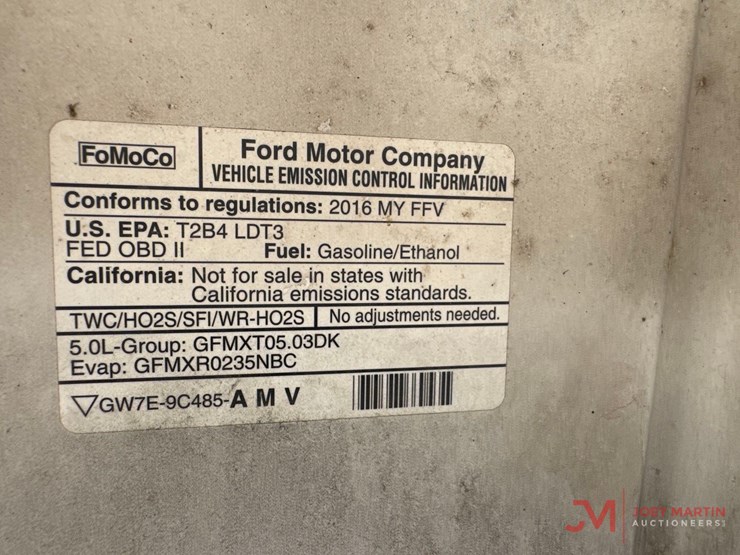 FoMoCo
Ford Motor Company
VEHICLE EMISSION CONTROL INFORMATION
Conforms to regulations: 2016 MY FFV
U.S. EPA: T2B4 LDT3
FED OBD II Fuel: Gasoline/Ethanol
California: Not for sale in states with
California emissions standards.
TWC/HO2S/SFI/WR-HO2S No adjustments needed.
5.0L-Group: GFMXT05.03DK
Evap: GFMXR0235NBC
GW7E-9C485-A M V
JM
JOEY MARTIN
AUCTIONEERS